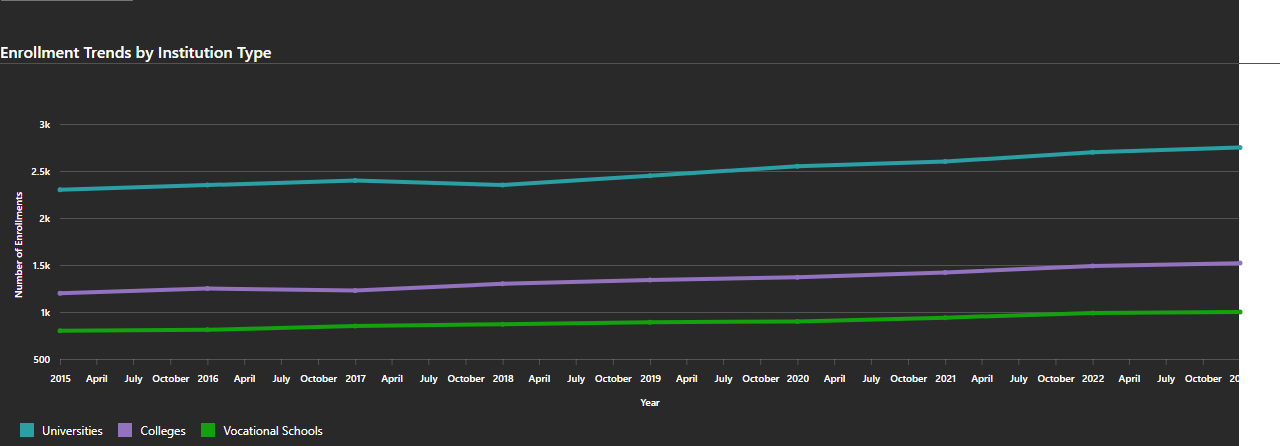 Enrollment Trends by Institution Type
3k
2.5k
2k
1.5k
1k
500
Number of Enrollments
2015 April July October 2016 April July October 2017 April July October 2018 April July October 2019 April July October 2020 April July October 2021 April July October 2022 April July October
Year
Universities Colleges Vocational Schools